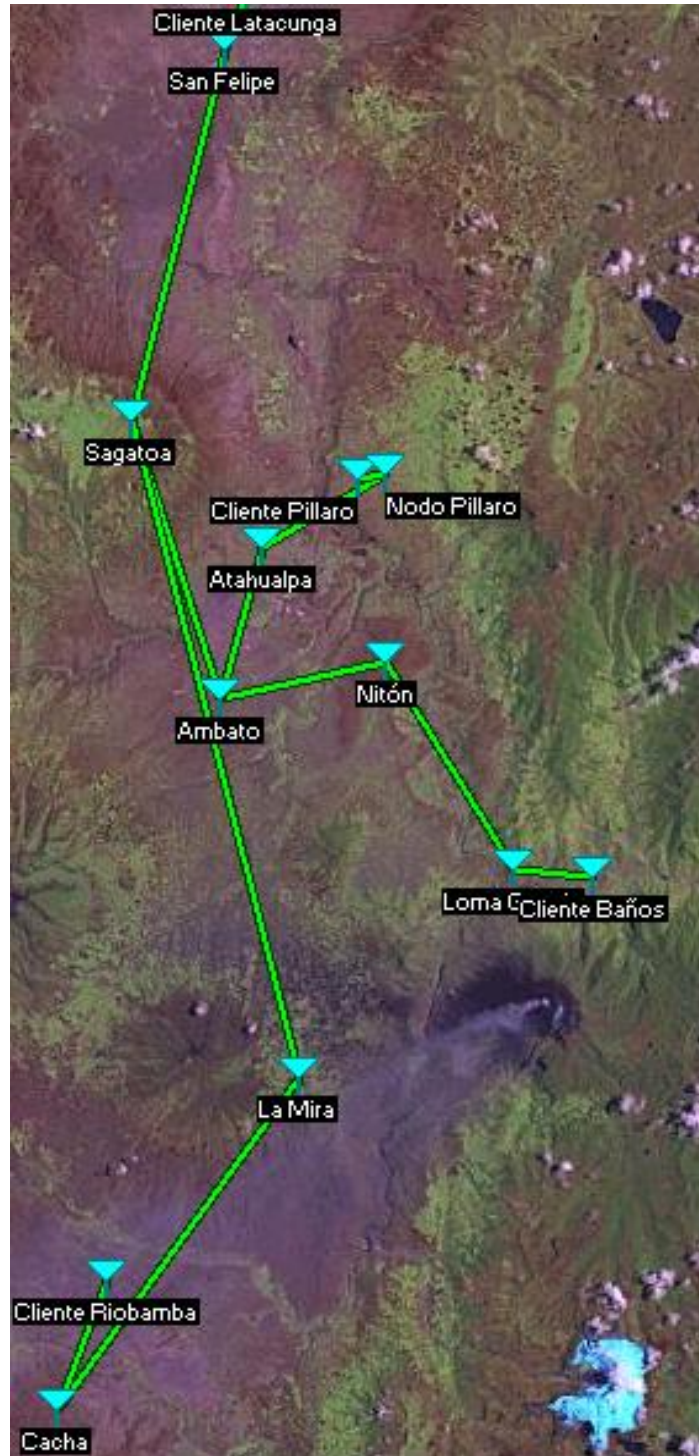 Cliente Latacunga
San Felipe
Sagatoa
Cliente Pillaro
Nodo Pillaro
Atahualpa
Nitón
Ambato
Loma
Cliente Baños
La Mira
Cliente Riobamba
Cacha